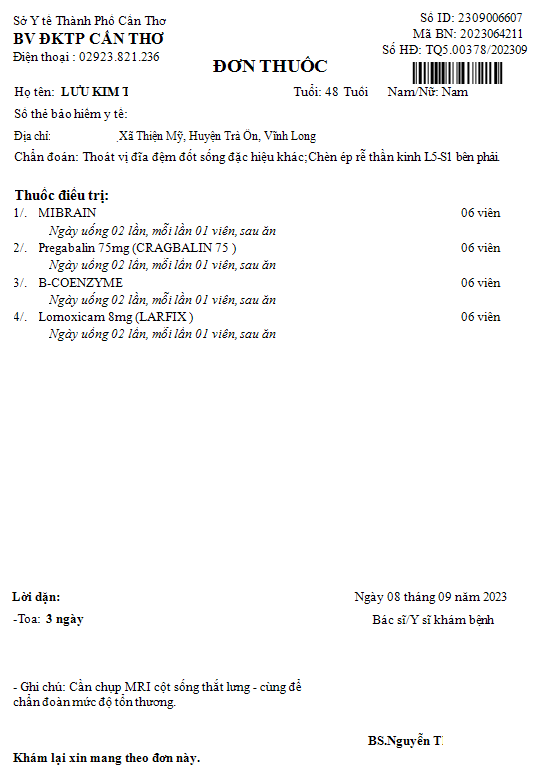 Sở Y tế Thành Phố Cần Thơ
Số ID: 2309006607
BV ĐKTP CẦN THƠ
Mã BN: 2023064211
Điện thoại : 02923.821.236
Số HĐ: TQ5.00378/202309
ĐƠN THUỐC
Họ tên: LƯU KIM T
Tuổi: 48 Tuổi Nam/Nữ: Nam
Số thẻ bảo hiểm y tế:
Địa chỉ: Xã Thiện Mỹ, Huyện Trà Ôn, Vĩnh Long
Chẩn đoán: Thoát vị đĩa đệm đốt sống đặc hiệu khác;Chèn ép rễ thần kinh L5-S1 bên phải.
Thuốc điều trị:
1/. MIBRAIN 06 viên
Ngày uống 02 lần, mỗi lần 01 viên, sau ăn
2/. Pregabalin 75mg (CRAGBALIN 75 ) 06 viên
Ngày uống 02 lần, mỗi lần 01 viên, sau ăn
3/. B-COENZYME 06 viên
Ngày uống 02 lần, mỗi lần 01 viên, sau ăn
4/. Lornoxicam 8mg (LARFIX ) 06 viên
Ngày uống 02 lần, mỗi lần 01 viên, sau ăn
Lời dặn:
Ngày 08 tháng 09 năm 2023
-Toa: 3 ngày
Bác sĩ/Y sĩ khám bệnh
- Ghi chú: Cần chụp MRI cột sống thắt lưng - cùng để
chẩn đoàn mức độ tổn thương.
BS.Nguyễn
Khám lại xin mang theo đơn này.